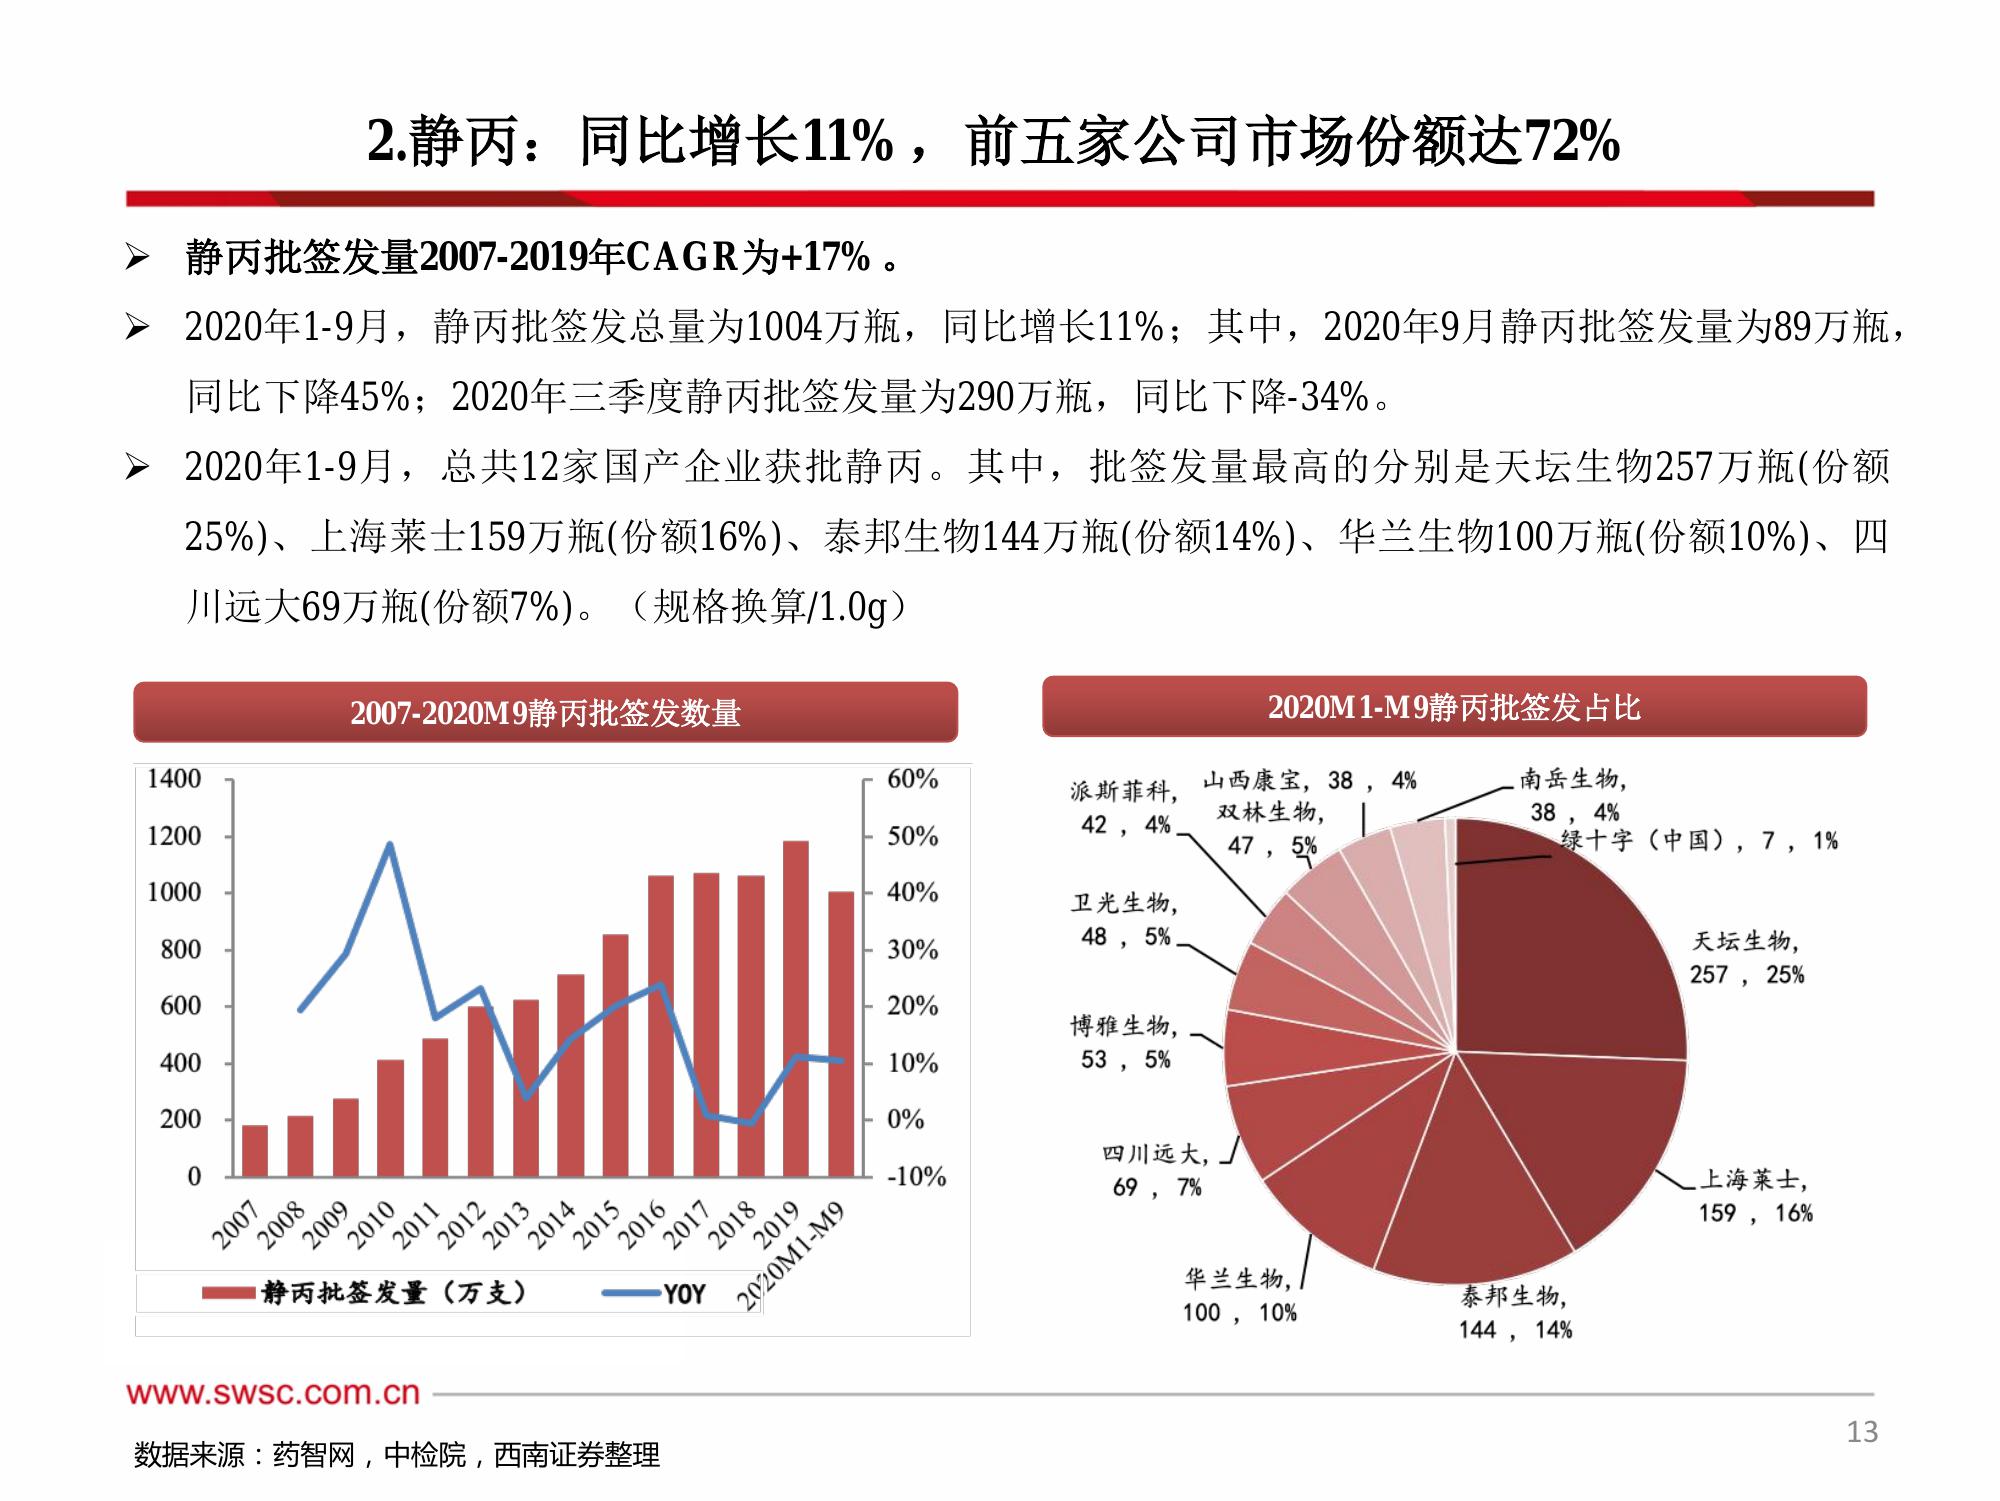 2.静丙：同比增长11%，前五家公司市场份额达72%
➢ 静丙批签发量2007-2019年CAGR为+17%。
➢ 2020年1-9月，静丙批签发总量为1004万瓶，同比增长11%；其中，2020年9月静丙批签发量为89万瓶，
同比下降45%；2020年三季度静丙批签发量为290万瓶，同比下降-34%。
➢ 2020年1-9月，总共12家国产企业获批静丙。其中，批签发量最高的分别是天坛生物257万瓶(份额
25%)、上海莱士159万瓶(份额16%)、泰邦生物144万瓶(份额14%)、华兰生物100万瓶(份额10%)、四
川远大69万瓶(份额7%)。（规格换算/1.0g）
2007-2020M9静丙批签发数量
1400
1200
1000
800
600
400
200
0
60%
50%
40%
30%
20%
10%
0%
-10%
2007
2008
2009
2010
2011
2012
2013
2014
2015
2016
2017
2018
2019
2020M1-M9
静丙批签发量（万支）
YOY
2020M1-M9静丙批签发占比
派斯菲科,
42 , 4%
山西康宝, 38 , 4%
双林生物,
47 , 5%
南岳生物,
38 , 4%
绿十字（中国）, 7 , 1%
卫光生物,
48 , 5%
天坛生物,
257 , 25%
博雅生物,
53 , 5%
四川远大,
69 , 7%
上海莱士,
159 , 16%
华兰生物,
100 , 10%
泰邦生物,
144 , 14%
www.swsc.com.cn
13
数据来源：药智网，中检院，西南证券整理